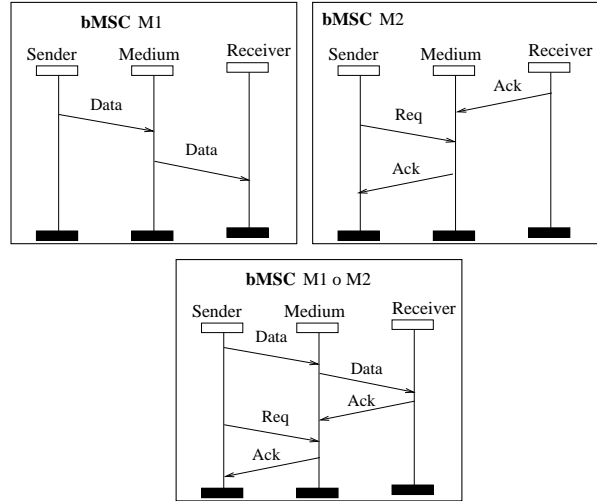 bMSC M1
Sender Medium Receiver
Data
Data
bMSC M2
Sender Medium Receiver
Ack
Req
Ack
bMSC M1 o M2
Sender Medium Receiver
Data
Data
Ack
Req
Ack